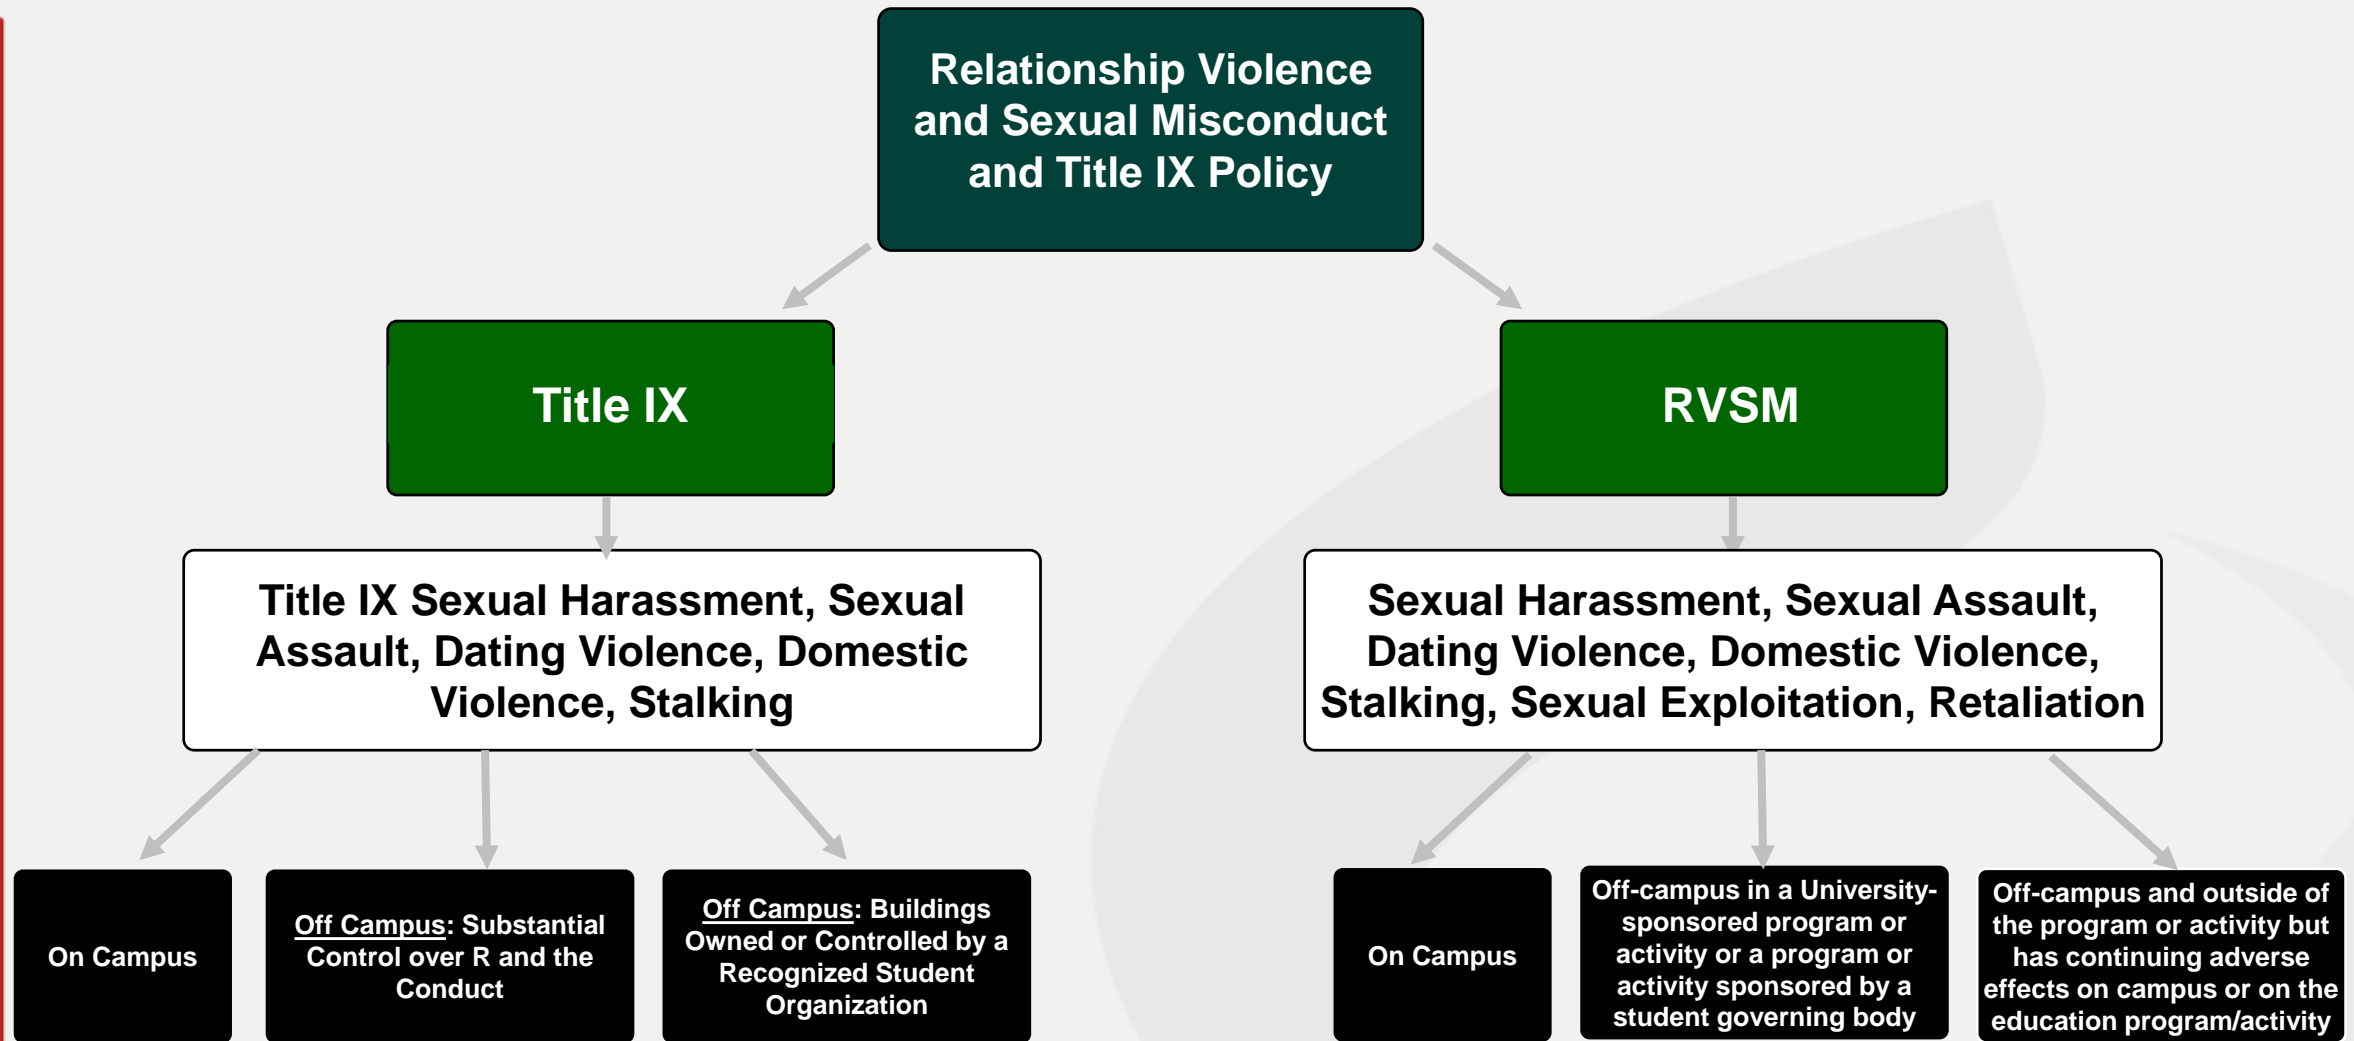 Relationship Violence
and Sexual Misconduct
and Title IX Policy
Title IX
RVSM
Title IX Sexual Harassment, Sexual
Assault, Dating Violence, Domestic
Violence, Stalking
Sexual Harassment, Sexual Assault,
Dating Violence, Domestic Violence,
Stalking, Sexual Exploitation, Retaliation
On Campus
Off Campus: Substantial
Control over R and the
Conduct
Off Campus: Buildings
Owned or Controlled by a
Recognized Student
Organization
On Campus
Off-campus in a University-
sponsored program or
activity or a program or
activity sponsored by a
student governing body
Off-campus and outside of
the program or activity but
has continuing adverse
effects on campus or on the
education program/activity